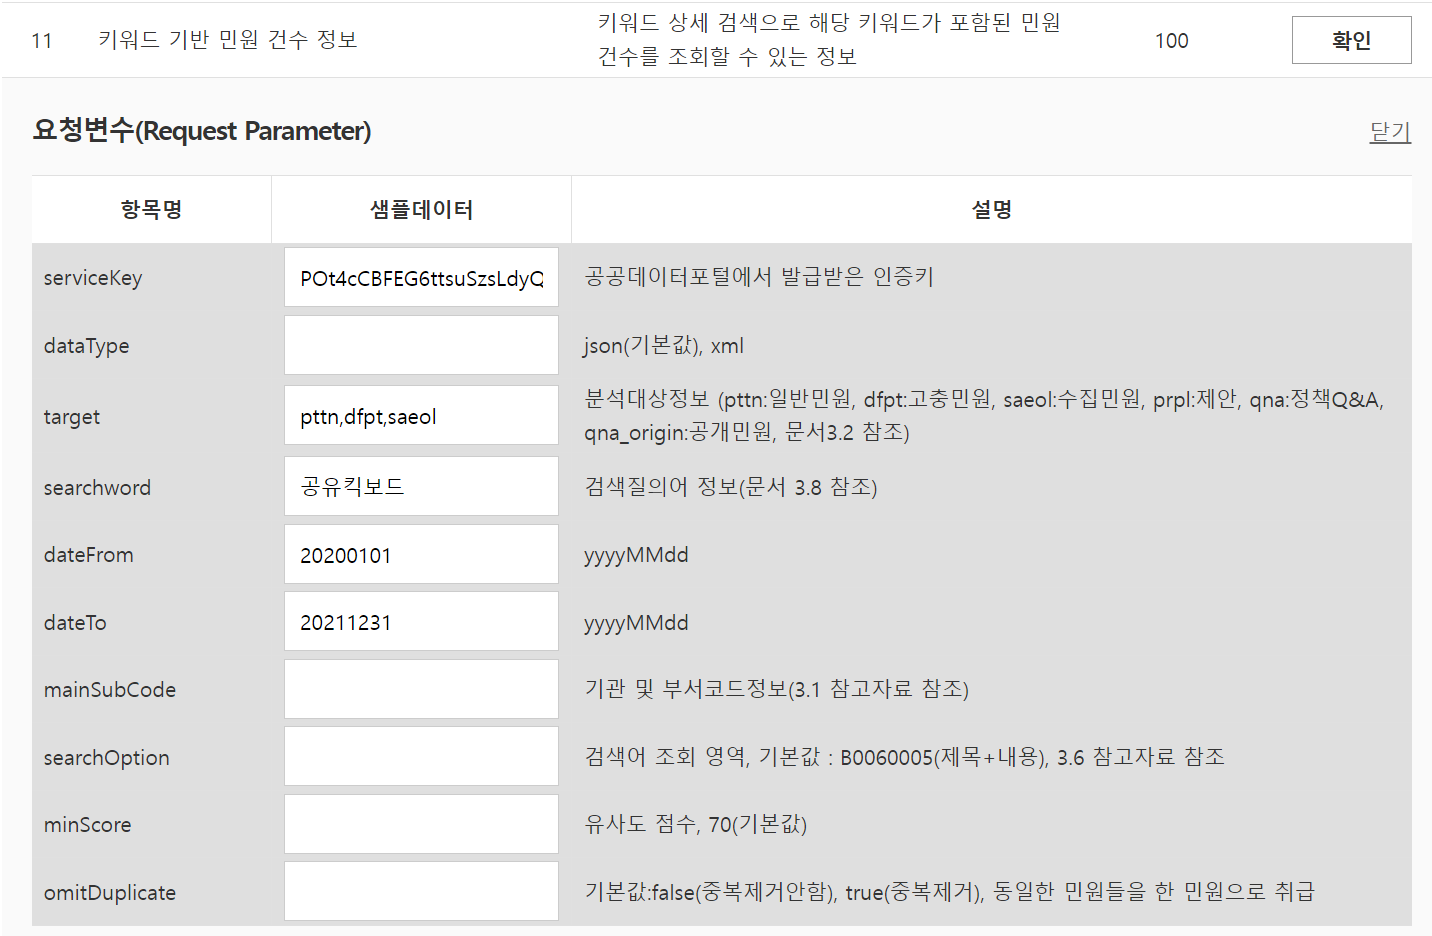 11 키워드 기반 민원 건수 정보 키워드 상세 검색으로 해당 키워드가 포함된 민원 건수를 조회할 수 있는 정보 100 확인
요청변수(Request Parameter) 닫기
항목명 샘플데이터 설명
serviceKey POt4cCBFEG6ttsuSzsLdyQ 공공데이터포털에서 발급받은 인증키
dataType json(기본값), xml
target pttn,dfpt,saeol 분석대상정보 (pttn:일반민원, dfpt:고충민원, saeol:수집민원, prpl:제안, qna:정책Q&A,
qna_origin:공개민원, 문서3.2 참조)
searchword 공유킥보드 검색질의어 정보(문서 3.8 참조)
dateFrom 20200101 yyyyMMdd
dateTo 20211231 yyyyMMdd
mainSubCode 기관 및 부서코드정보(3.1 참고자료 참조)
searchOption 검색어 조회 영역, 기본값 : B0060005(제목+내용), 3.6 참고자료 참조
minScore 유사도 점수, 70(기본값)
omitDuplicate 기본값:false(중복제거안함), true(중복제거), 동일한 민원들을 한 민원으로 취급